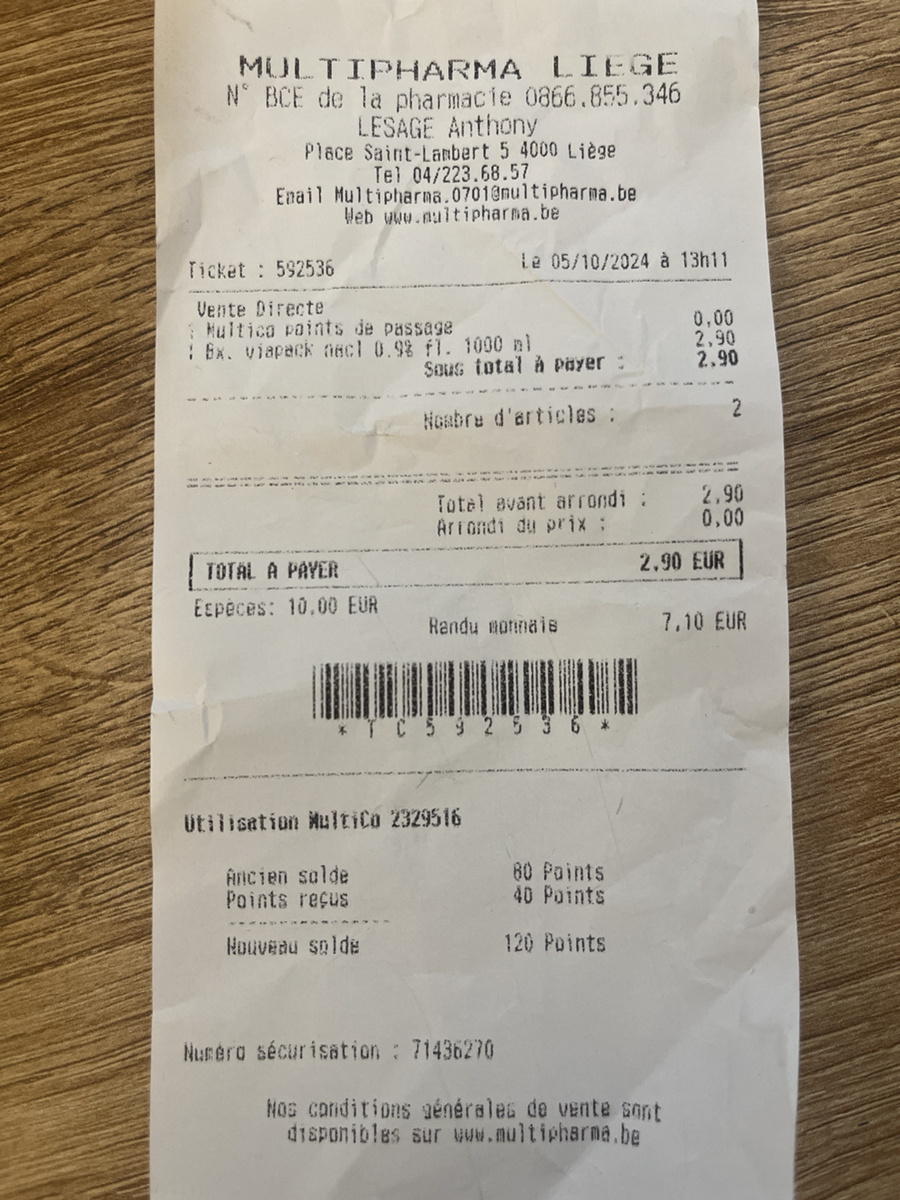 MULTIPHARMA LIEGE
N° BCE de la pharmacie 0866.855.346
LESAGE Anthony
Place Saint-Lambert 5 4000 Liège
Tel 04/223.68.57
Email Multipharma.0701@multipharma.be
Web www.multipharma.be
Ticket : 592536 Le 05/10/2024 à 13h11
Vente Directe
1 Multico points de passage 0,00
1 Bx. viapack nacl 0.9% fl. 1000 ml 2,90
Sous total à payer : 2,90
Nombre d'articles : 2
Total avant arrondi : 2,90
Arrondi du prix : 0,00
TOTAL A PAYER 2,90 EUR
Espèces: 10,00 EUR
Rendu monnaie 7,10 EUR
*TC592536*
Utilisation MultiCo 2329516
Ancien solde 80 Points
Points reçus 40 Points
Nouveau solde 120 Points
Numéro sécurisation : 71436270
Nos conditions générales de vente sont
disponibles sur www.multipharma.be